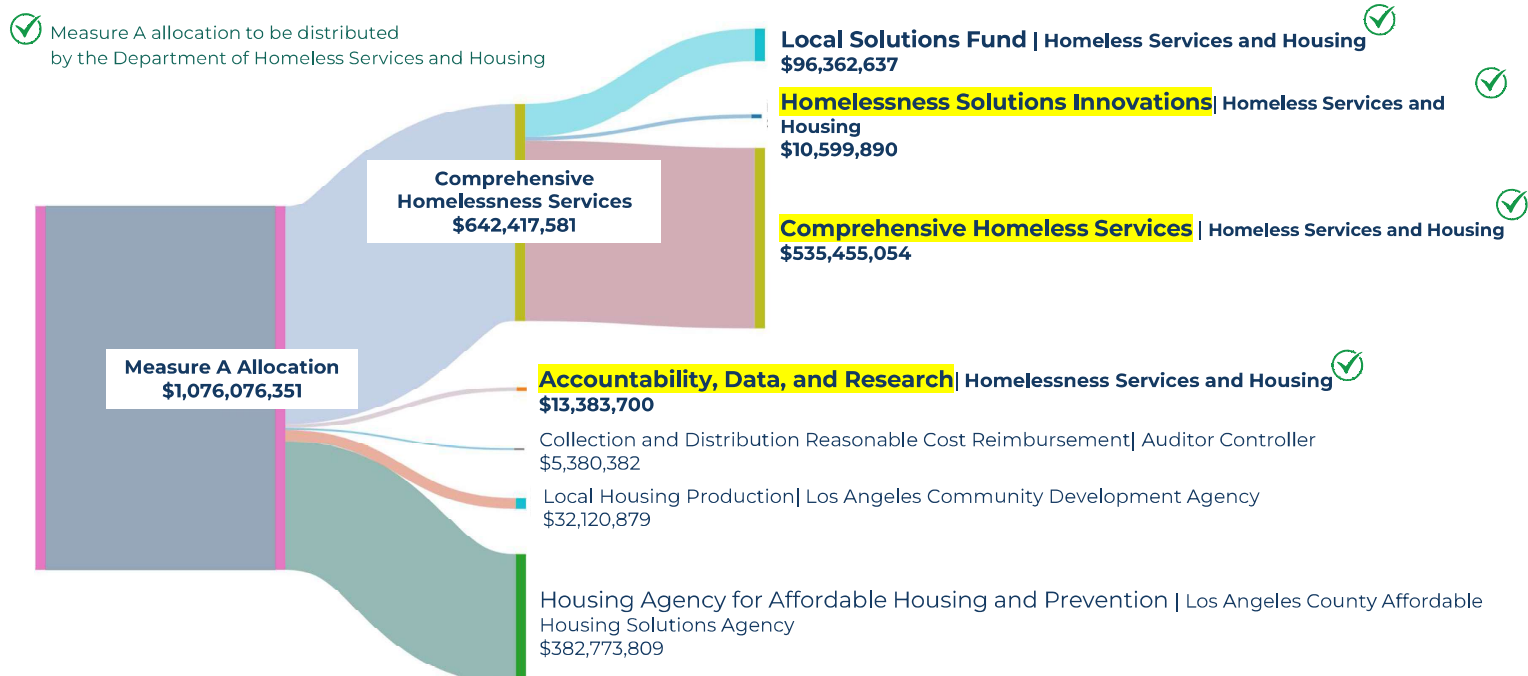 Measure A allocation to be distributed
by the Department of Homeless Services and Housing
Local Solutions Fund | Homeless Services and Housing
$96,362,637
Homelessness Solutions Innovations| Homeless Services and
Housing
$10,599,890
Comprehensive
Homelessness Services
$642,417,581
Comprehensive Homeless Services | Homeless Services and Housing
$535,455,054
Measure A Allocation
$1,076,076,351
Accountability, Data, and Research| Homelessness Services and Housing
$13,383,700
Collection and Distribution Reasonable Cost Reimbursement| Auditor Controller
$5,380,382
Local Housing Production| Los Angeles Community Development Agency
$32,120,879
Housing Agency for Affordable Housing and Prevention | Los Angeles County Affordable
Housing Solutions Agency
$382,773,809